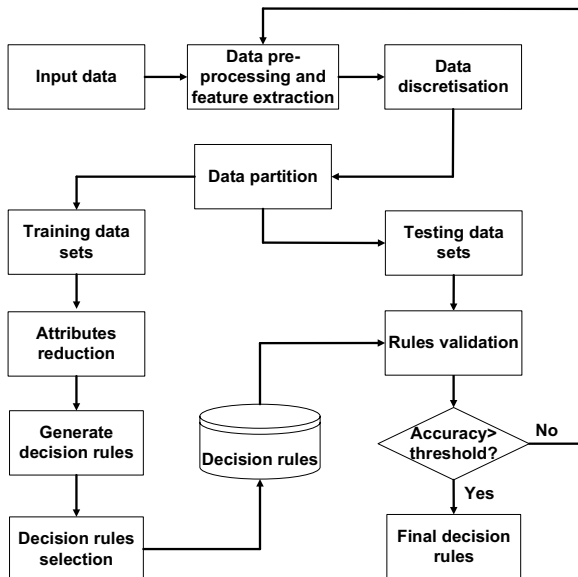 Input data
Data pre-
processing and
feature extraction
Data
discretisation
Data partition
Training data
sets
Testing data
sets
Attributes
reduction
Rules validation
Generate
decision rules
Decision rules
Accuracy>
threshold?
No
Yes
Decision rules
selection
Final decision
rules